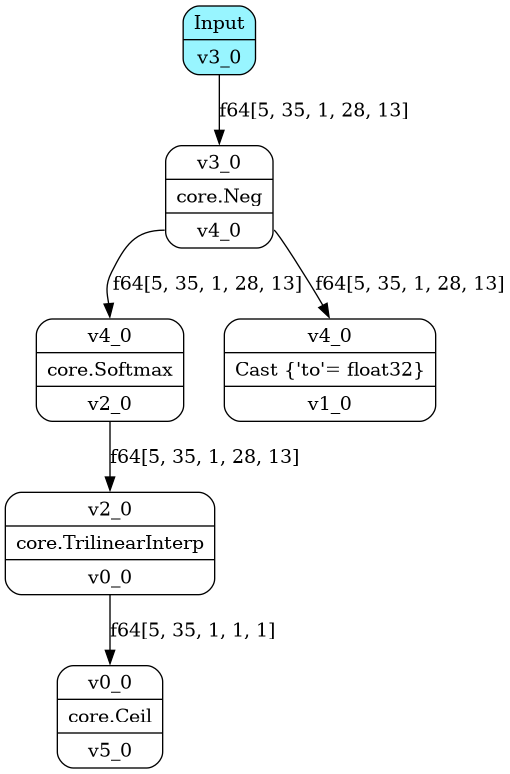 Input
v3_0
f64[5, 35, 1, 28, 13]
v3_0
core.Neg
v4_0
f64[5, 35, 1, 28, 13]
f64[5, 35, 1, 28, 13]
v4_0
core.Softmax
v2_0
v4_0
Cast {'to'= float32}
v1_0
f64[5, 35, 1, 28, 13]
v2_0
core.TrilinearInterp
v0_0
f64[5, 35, 1, 1, 1]
v0_0
core.Ceil
v5_0